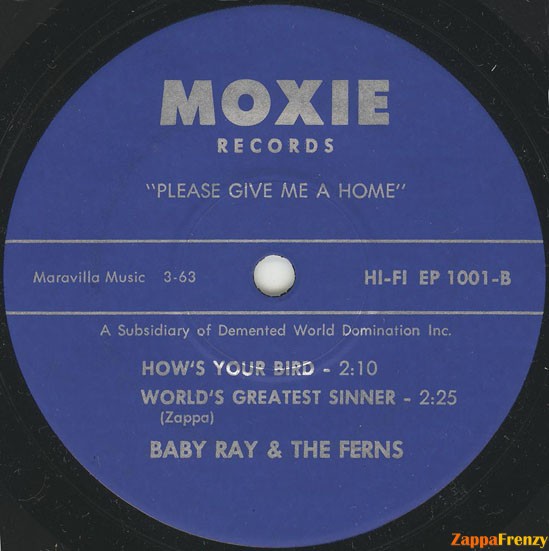 MOXIE
RECORDS
"PLEASE GIVE ME A HOME"
Maravilla Music 3-63 HI-FI EP 1001-B
A Subsidiary of Demented World Domination Inc.
HOW'S YOUR BIRD - 2:10
WORLD'S GREATEST SINNER - 2:25
(Zappa)
BABY RAY & THE FERNS
ZappaFrenzy